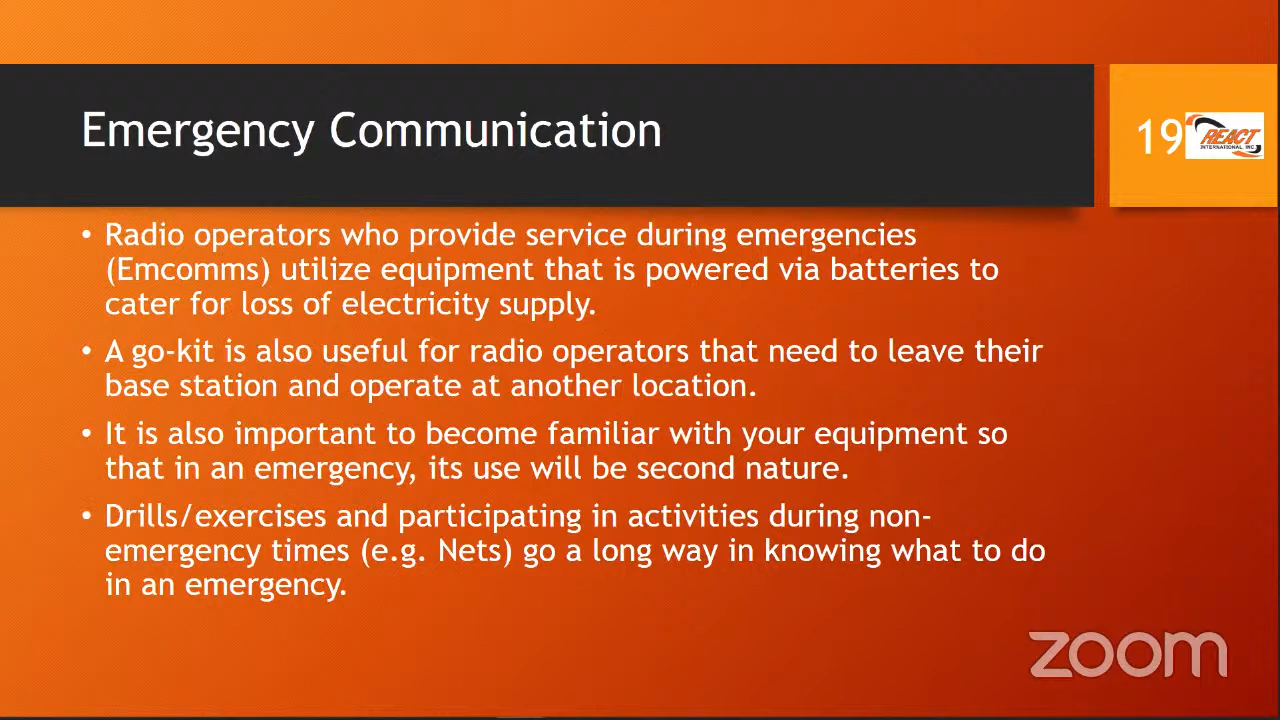 Emergency Communication
19
REACT
INTERNATIONAL, INC.
• Radio operators who provide service during emergencies
(Emcomms) utilize equipment that is powered via batteries to
cater for loss of electricity supply.
• A go-kit is also useful for radio operators that need to leave their
base station and operate at another location.
• It is also important to become familiar with your equipment so
that in an emergency, its use will be second nature.
• Drills/exercises and participating in activities during non-
emergency times (e.g. Nets) go a long way in knowing what to do
in an emergency.
zoom